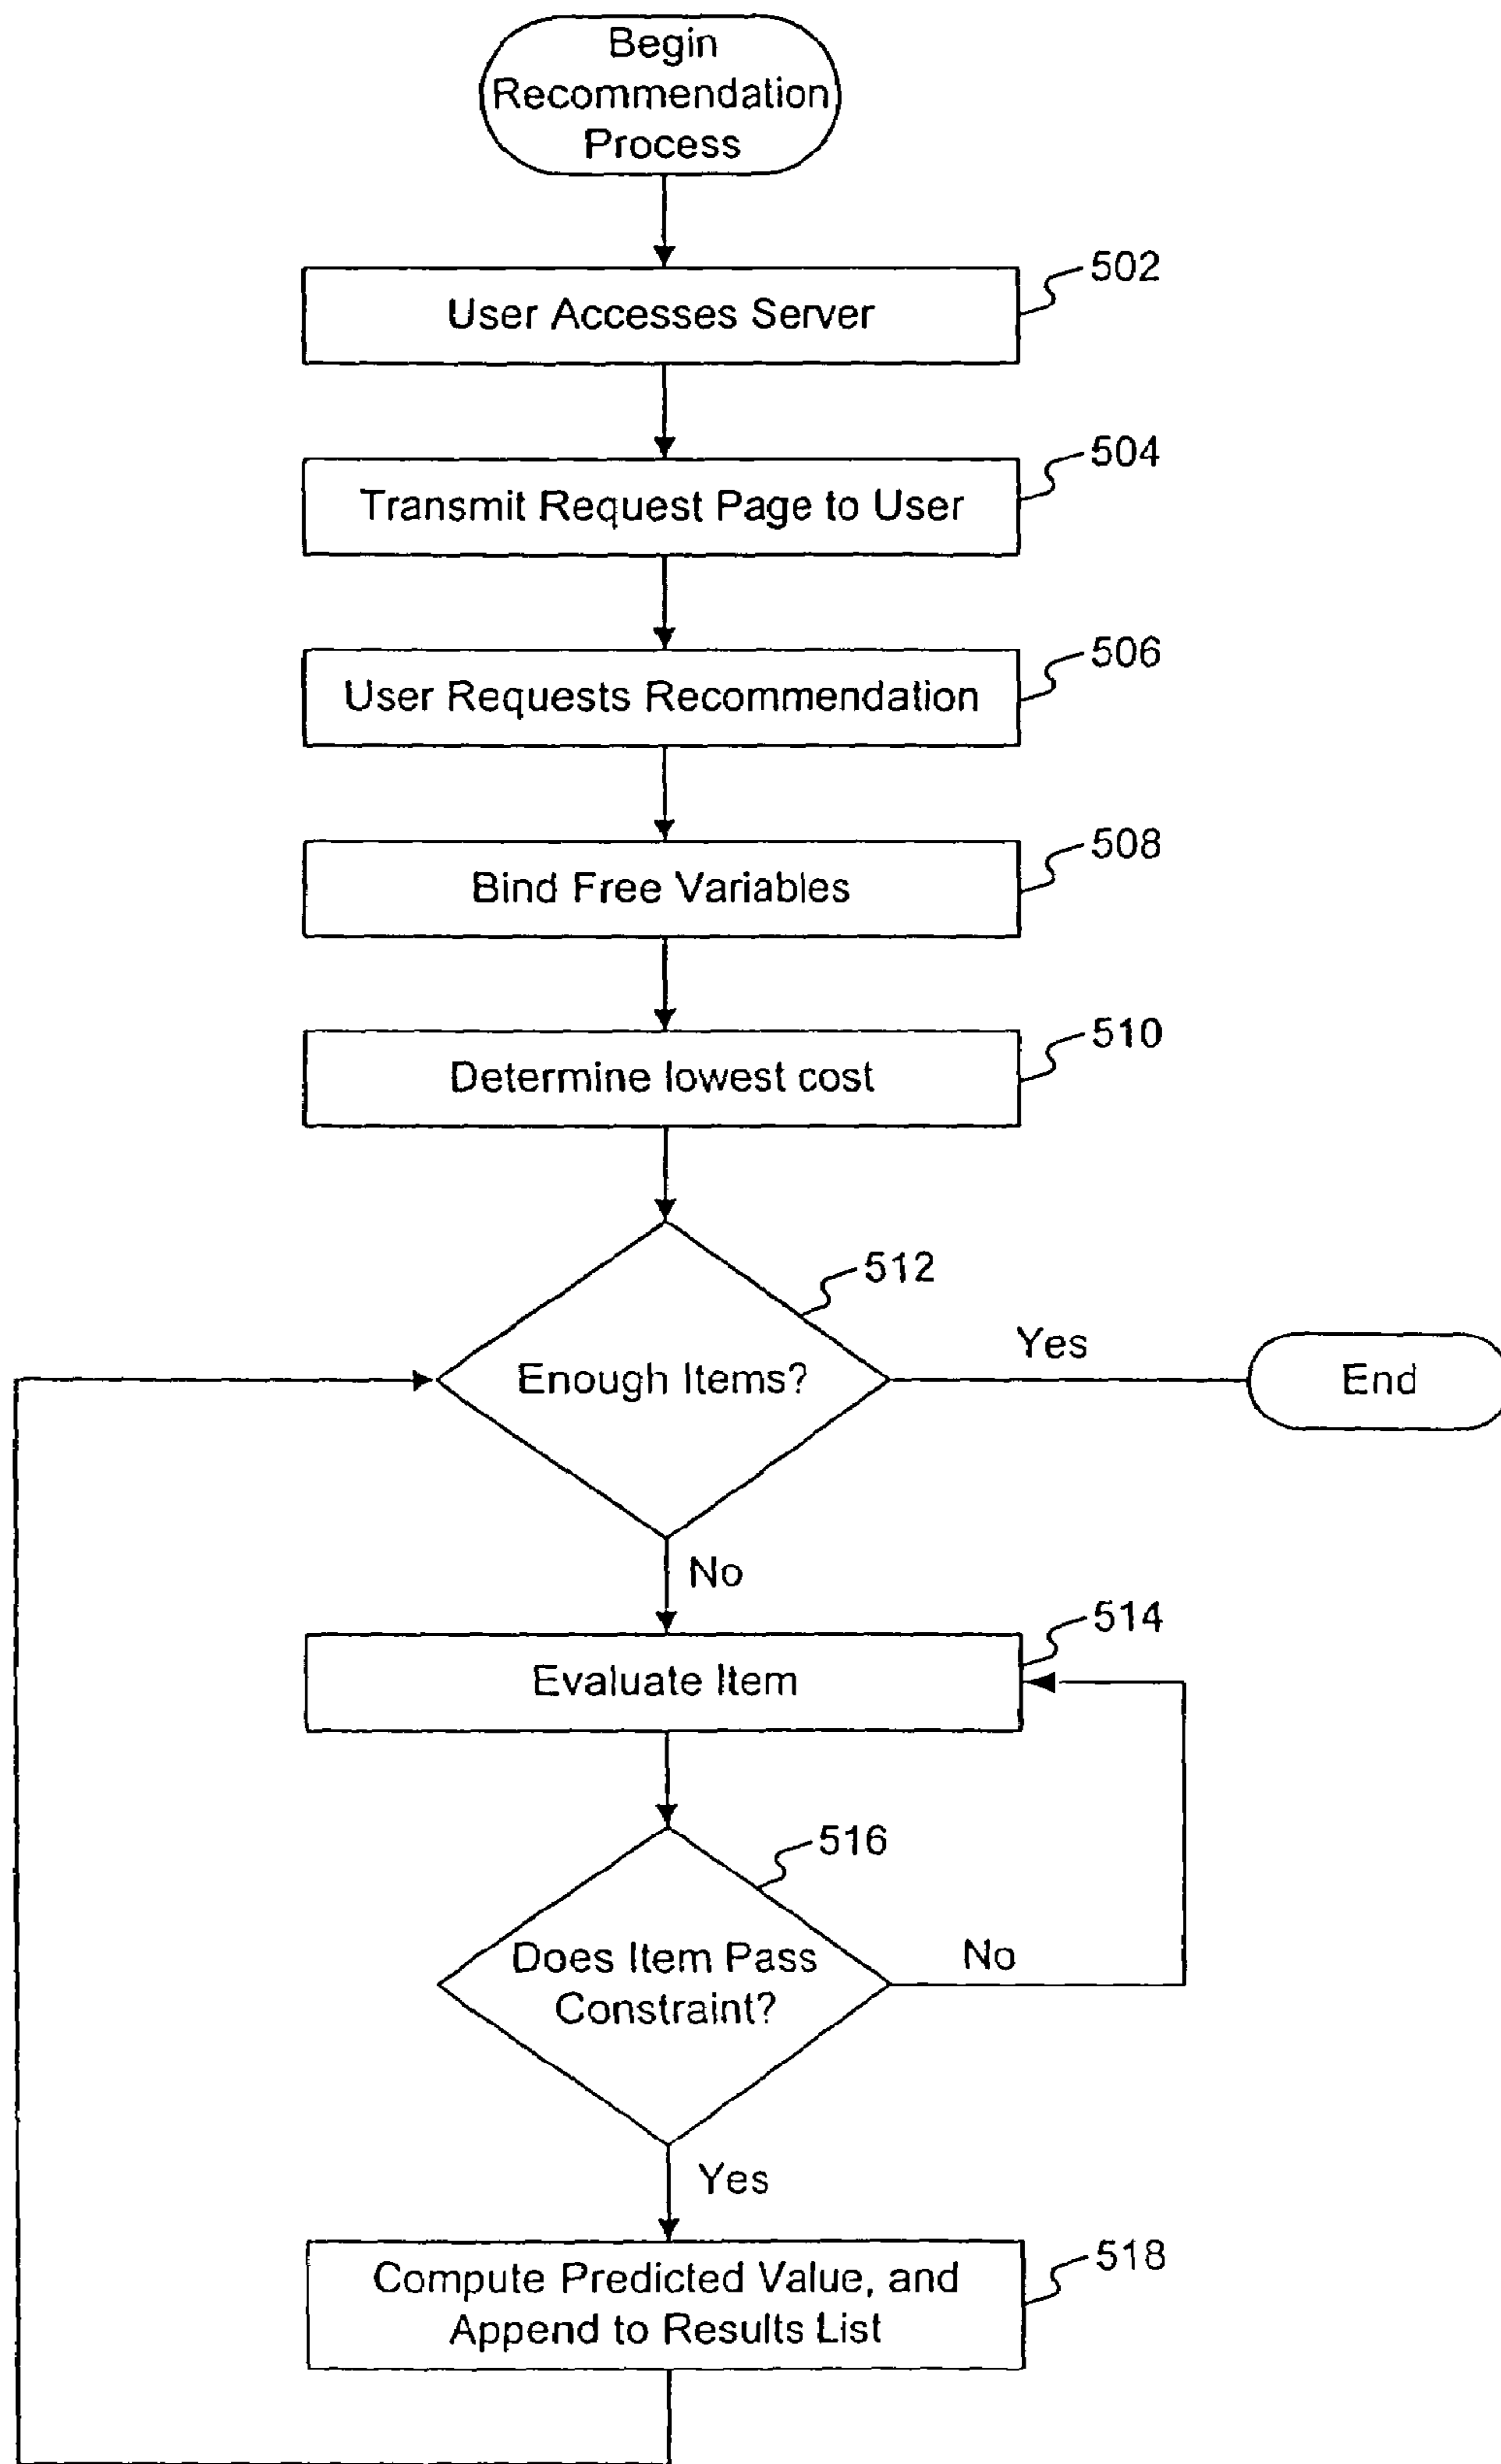 Begin
Recommendation
Process
502
User Accesses Server
504
Transmit Request Page to User
506
User Requests Recommendation
508
Bind Free Variables
510
Determine lowest cost
512
Enough Items?
Yes
End
No
514
Evaluate Item
516
Does Item Pass
Constraint?
No
Yes
518
Compute Predicted Value, and
Append to Results List